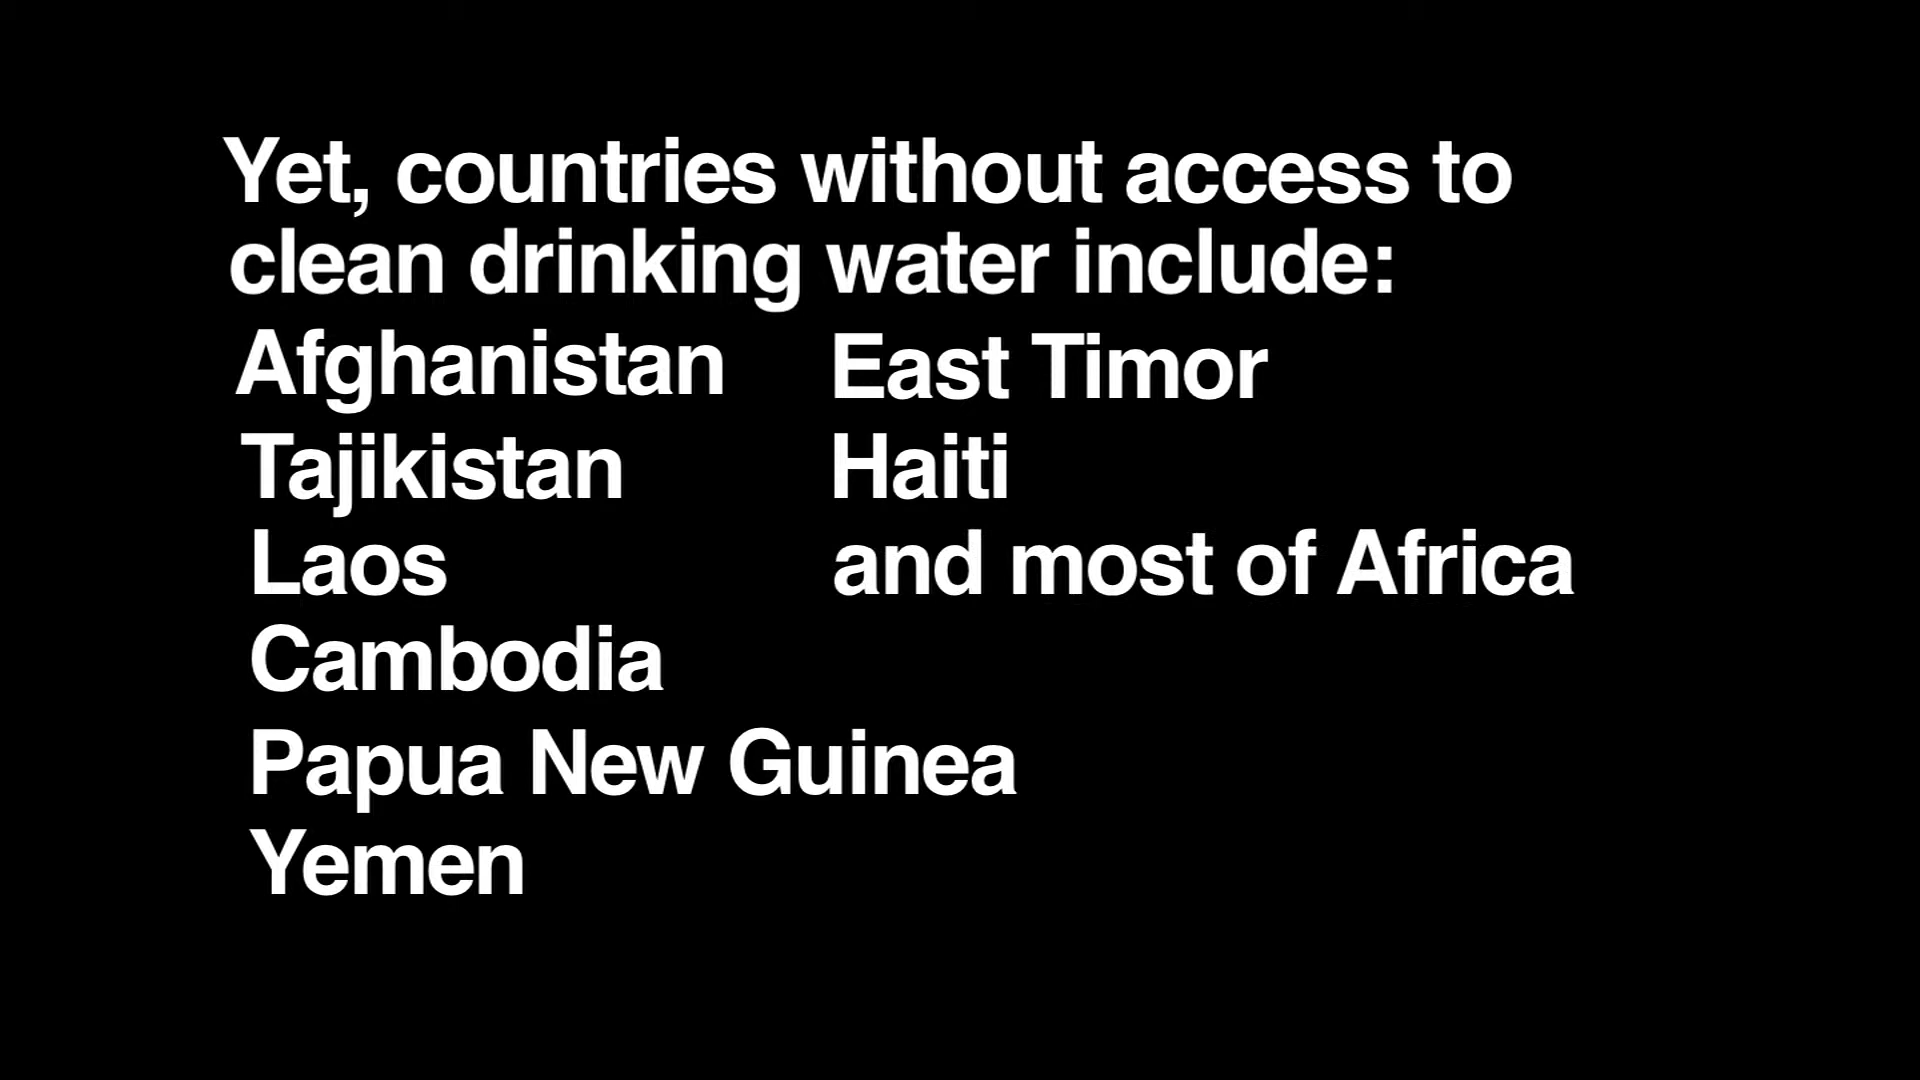 Yet, countries without access to
clean drinking water include:
Afghanistan
Tajikistan
Laos
Cambodia
Papua New Guinea
Yemen
East Timor
Haiti
and most of Africa